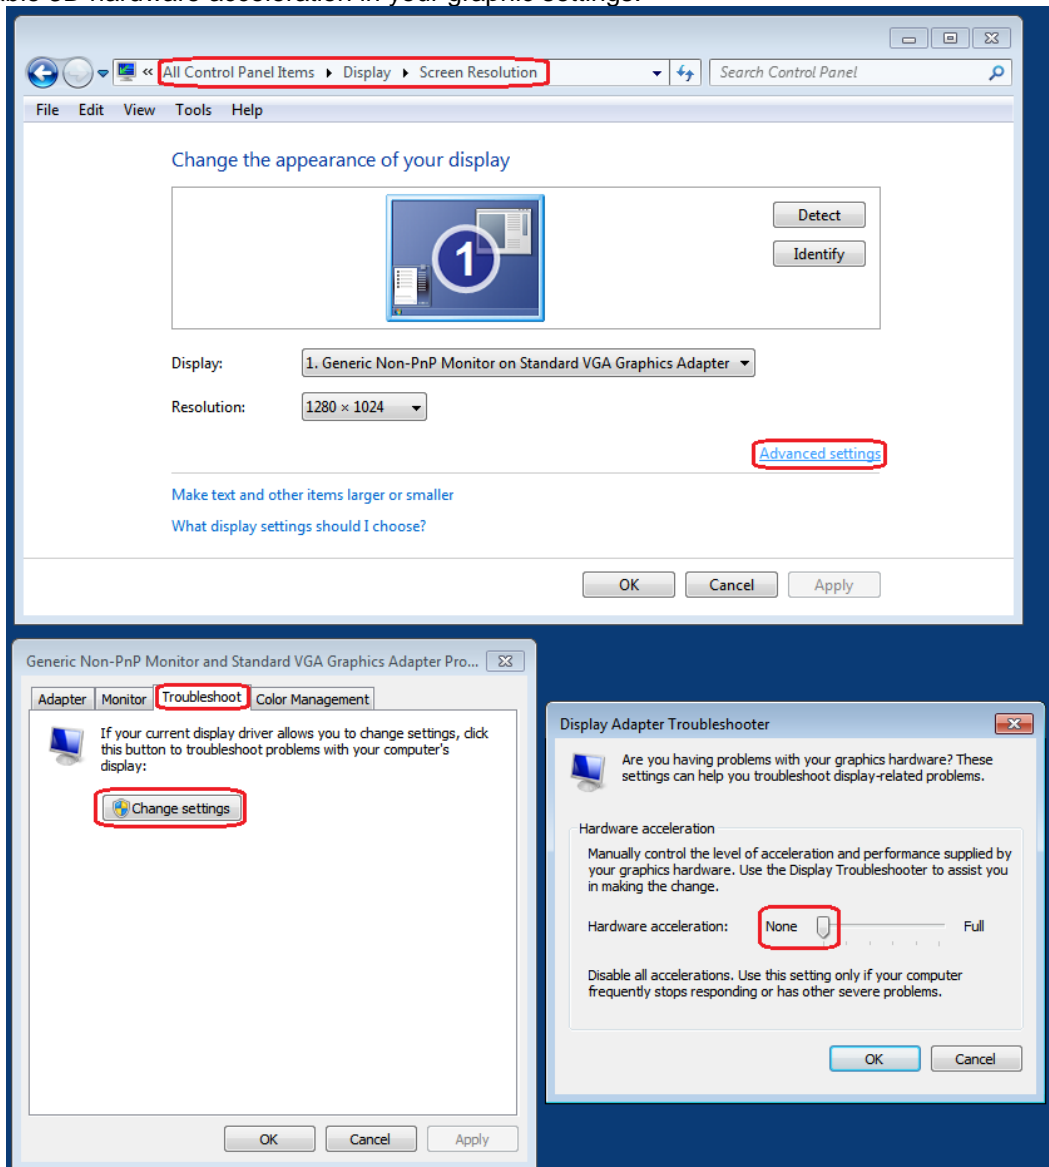 3D hardware acceleration in your graphic settings.
« All Control Panel Items Display Screen Resolution Search Control Panel
File Edit View Tools Help
Change the appearance of your display
Detect
1
Identify
Display: 1. Generic Non-PnP Monitor on Standard VGA Graphics Adapter
Resolution: 1280 × 1024
Advanced settings
Make text and other items larger or smaller
What display settings should I choose?
OK Cancel Apply
Generic Non-PnP Monitor and Standard VGA Graphics Adapter Pro...
Adapter Monitor Troubleshoot Color Management
If your current display driver allows you to change settings, click
this button to troubleshoot problems with your computer's
display:
Change settings
OK Cancel Apply
Display Adapter Troubleshooter
Are you having problems with your graphics hardware? These
settings can help you troubleshoot display-related problems.
Hardware acceleration
Manually control the level of acceleration and performance supplied by
your graphics hardware. Use the Display Troubleshooter to assist you
in making the change.
Hardware acceleration: None Full
Disable all accelerations. Use this setting only if your computer
frequently stops responding or has other severe problems.
OK Cancel